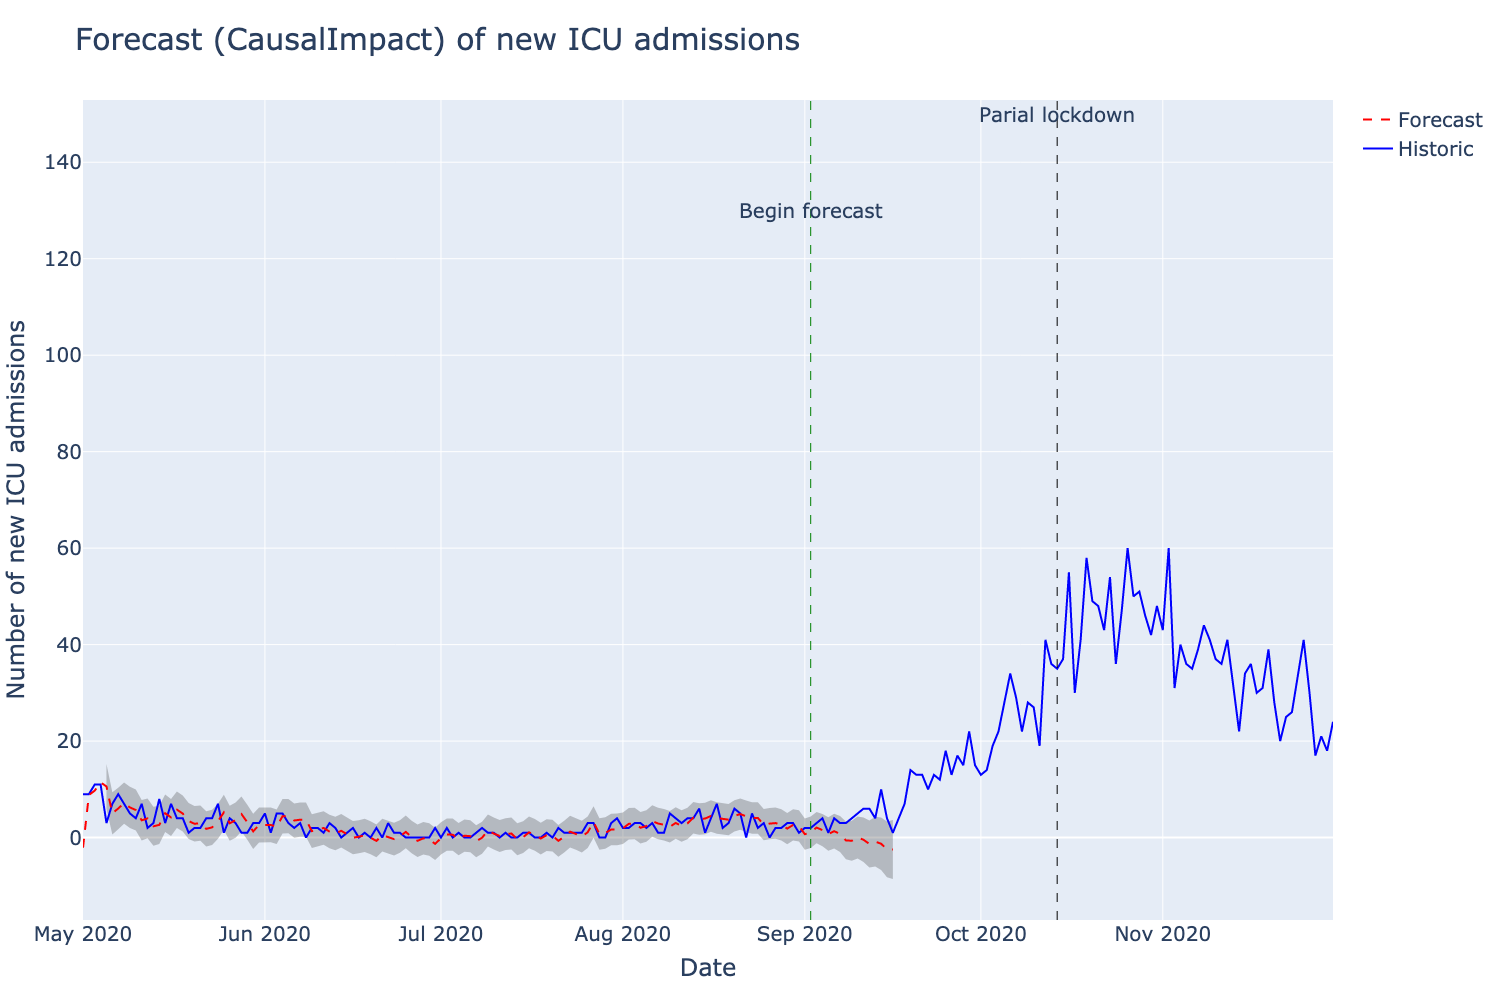 Forecast (CausalImpact) of new ICU admissions
Parial lockdown
Forecast
Historic
Begin forecast
140
120
100
80
60
40
20
0
Number of new ICU admissions
May 2020
Jun 2020
Jul 2020
Aug 2020
Sep 2020
Oct 2020
Nov 2020
Date